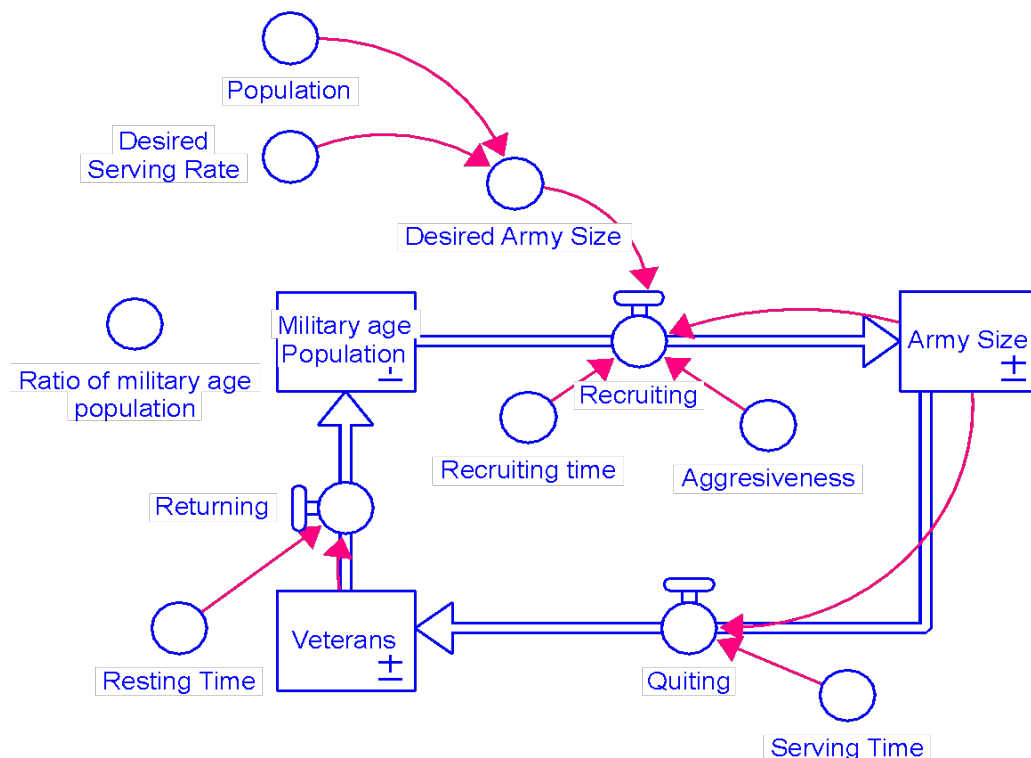 Population
Desired
Serving Rate
Desired Army Size
Military age
Population
Army Size
Ratio of military age
population
Recruiting
Recruiting time
Aggresiveness
Returning
Veterans
Resting Time
Quiting
Serving Time